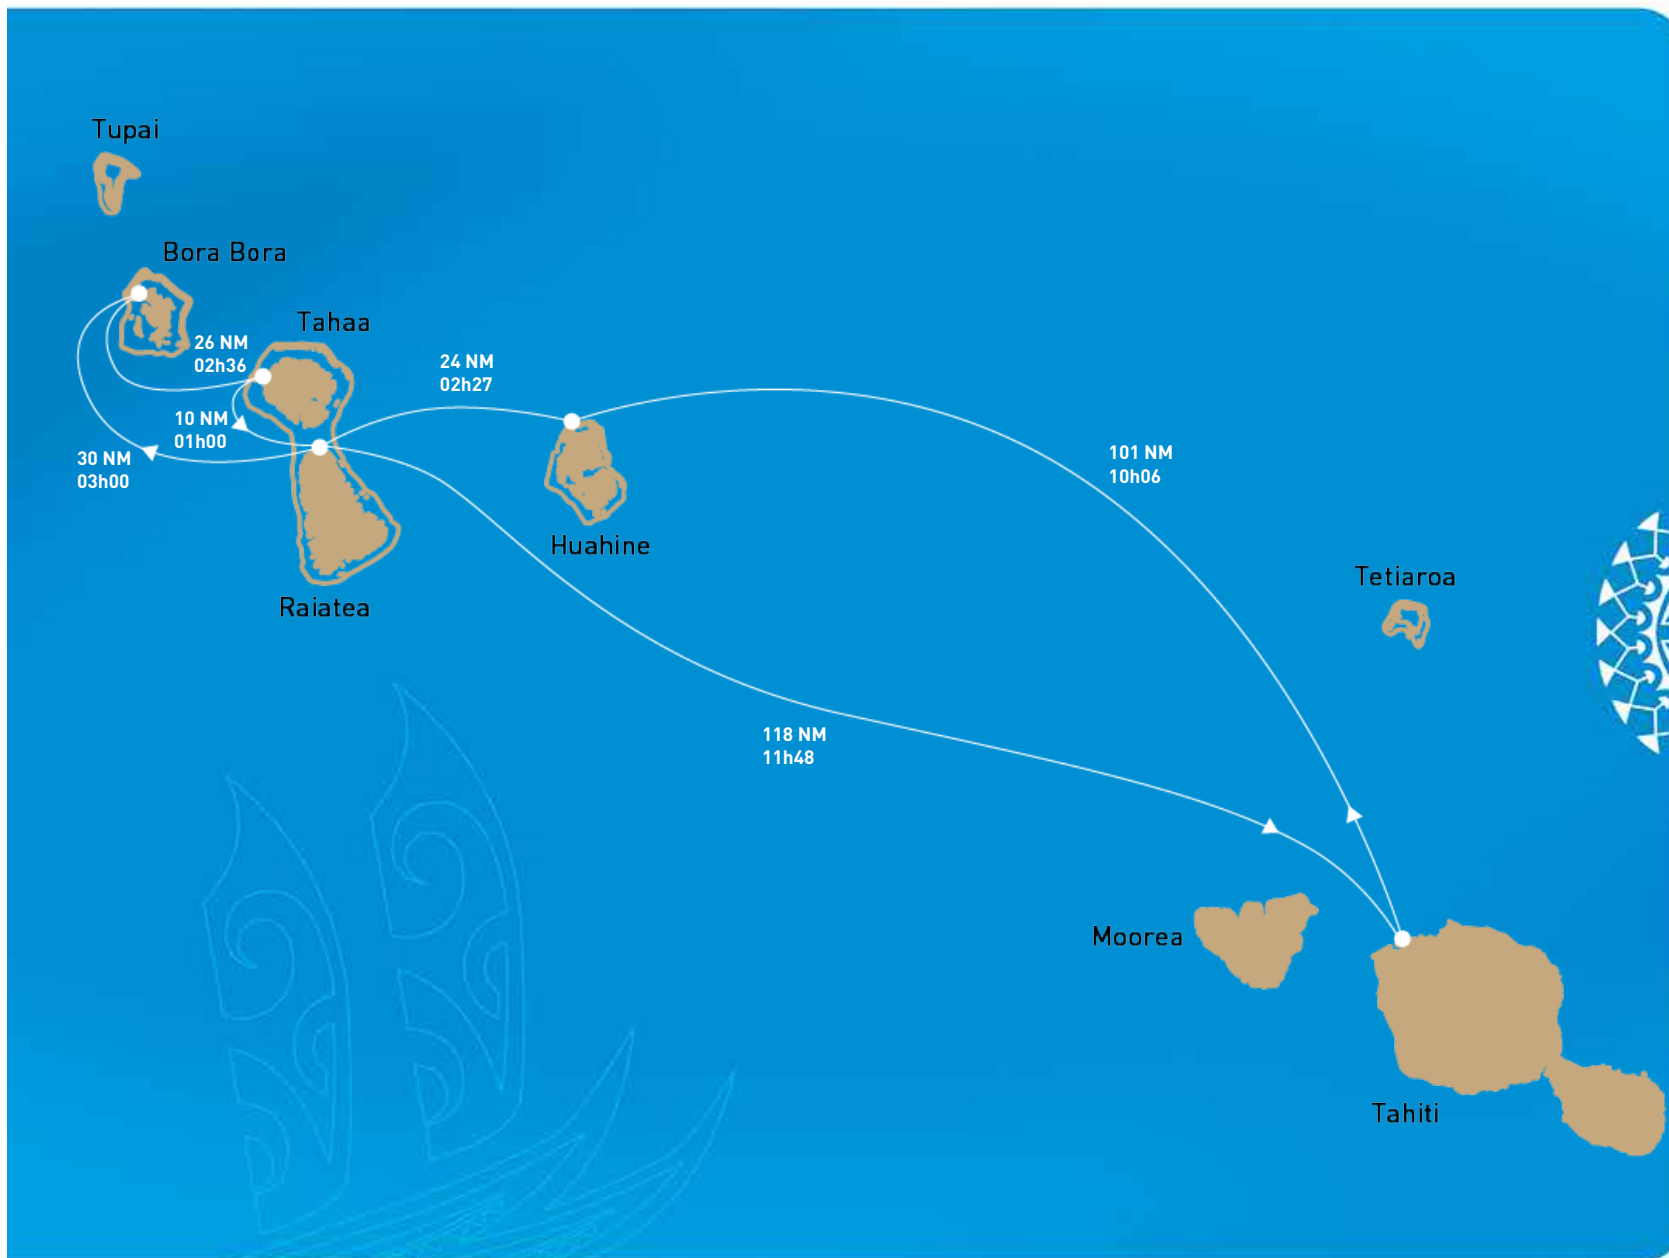 Tupai
Bora Bora
Tahaa
26 NM
02h36
24 NM
02h27
10 NM
01h00
30 NM
03h00
101 NM
10h06
Huahine
Tetiaroa
Raiatea
118 NM
11h48
Moorea
Tahiti